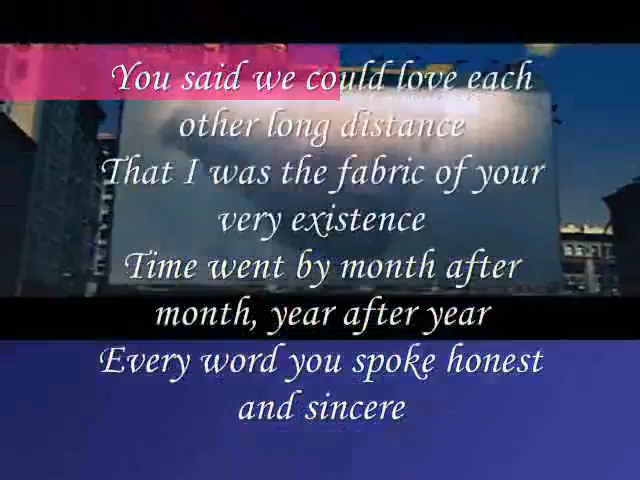 You said we could love each
other long distance
That I was the fabric of your
very existence
Time went by month after
month, year after year
Every word you spoke honest
and sincere